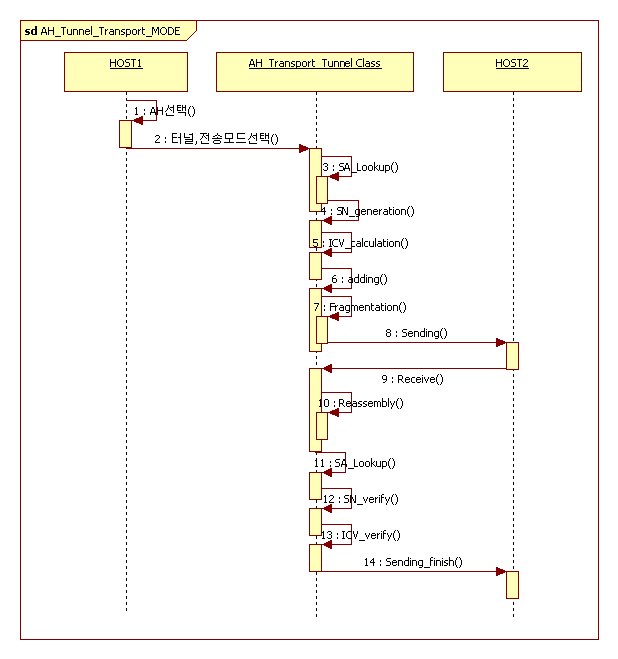 sd AH_Tunnel_Transport_MODE
HOST1
AH_Transport_Tunnel Class
HOST2
1 : AH선택()
2 : 터널,전송모드선택()
3 : SA_Lookup()
4 : SN_generation()
5 : ICV_calculation()
6 : adding()
7 : Fragmentation()
8 : Sending()
9 : Receive()
10 : Reassembly()
11 : SA_Lookup()
12 : SN_verify()
13 : ICV_verify()
14 : Sending_finish()